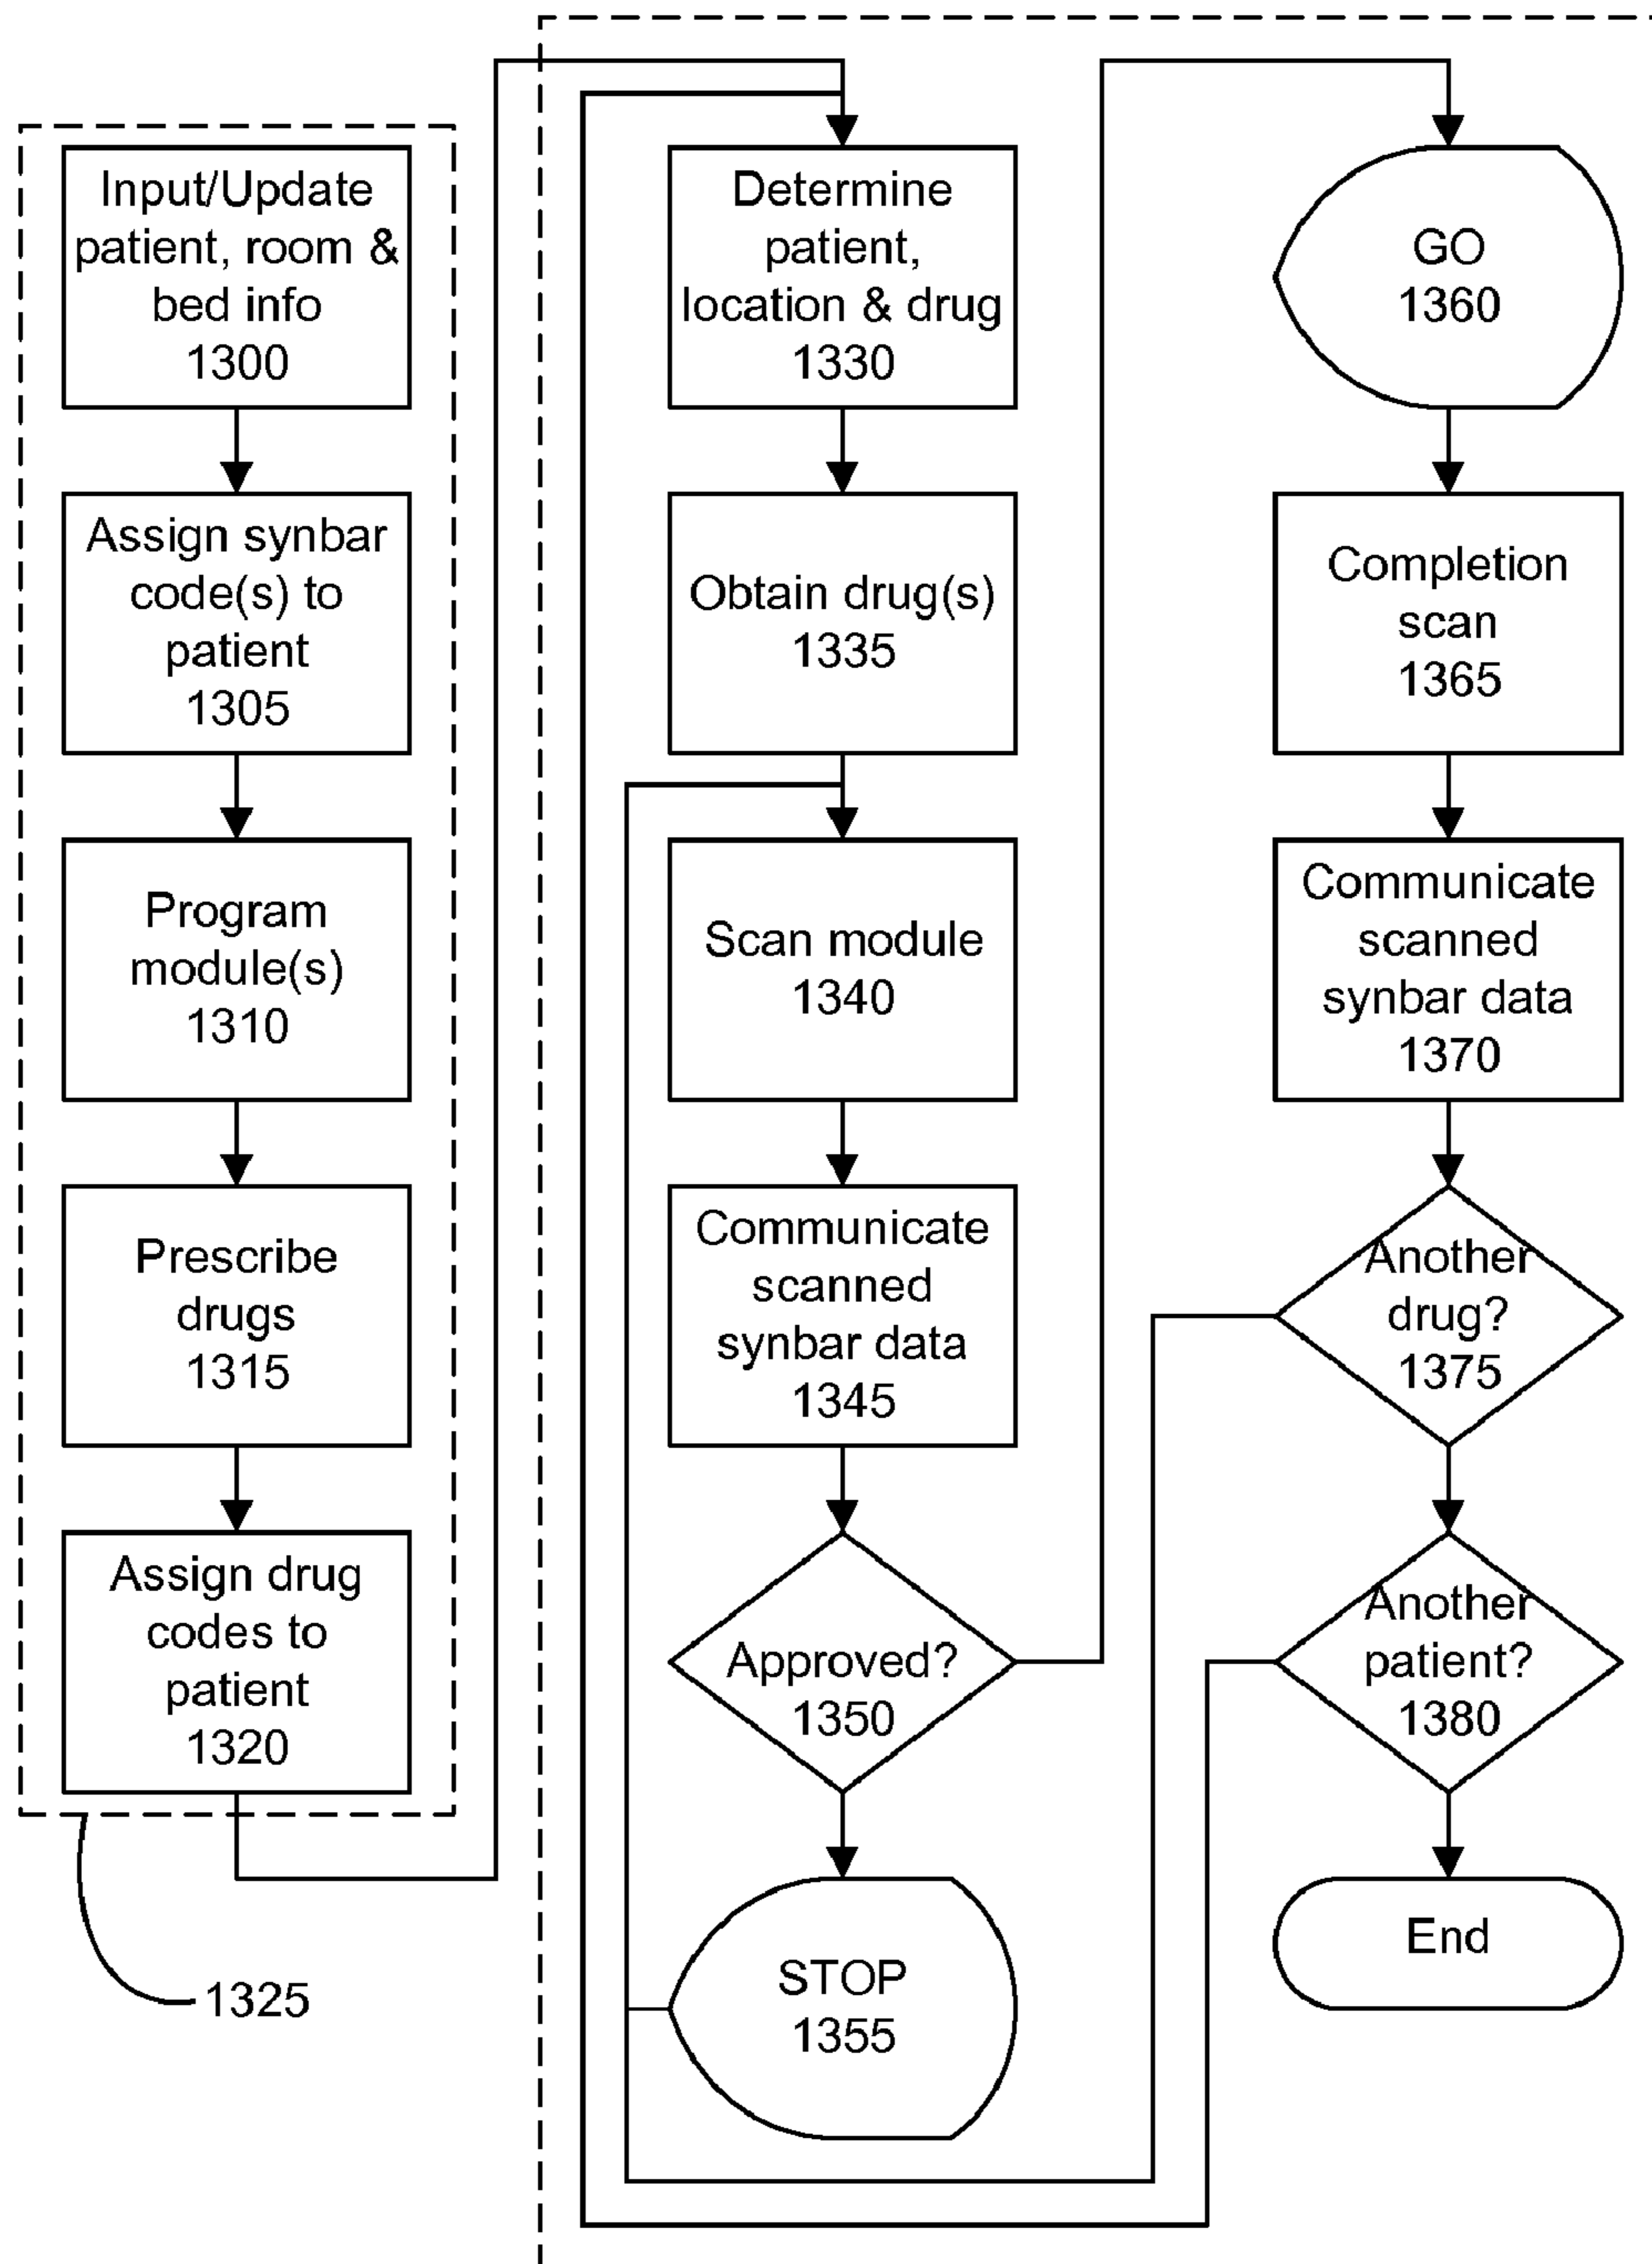 Input/Update
patient, room &
bed info
1300
Assign synbar
code(s) to
patient
1305
Program
module(s)
1310
Prescribe
drugs
1315
Assign drug
codes to
patient
1320
1325
Determine
patient,
location & drug
1330
Obtain drug(s)
1335
Scan module
1340
Communicate
scanned
synbar data
1345
Approved?
1350
STOP
1355
GO
1360
Completion
scan
1365
Communicate
scanned
synbar data
1370
Another
drug?
1375
Another
patient?
1380
End